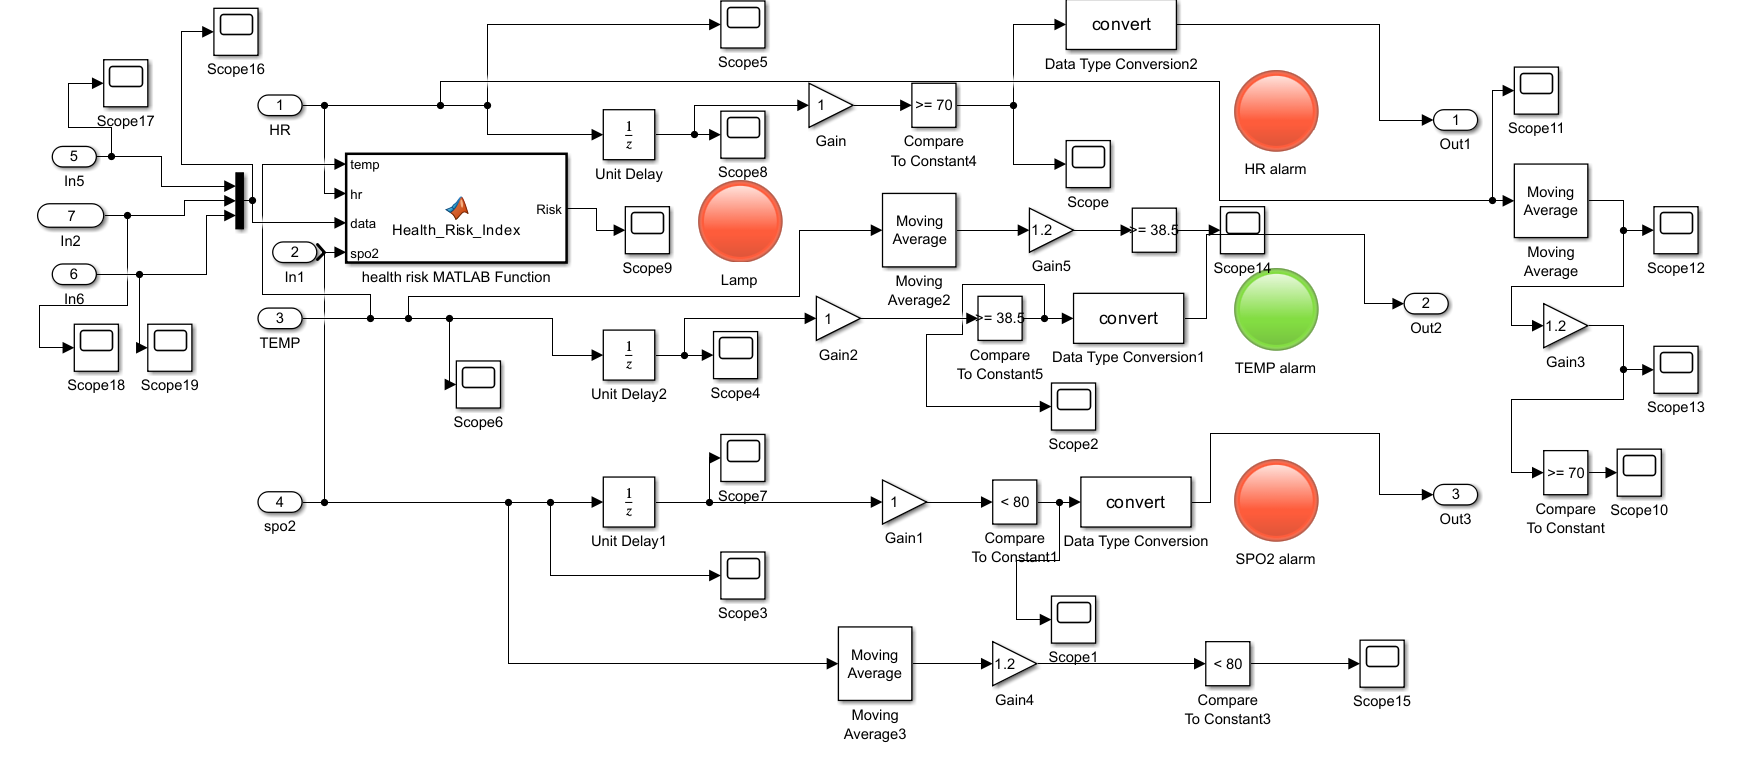 Scope16
Scope17
5
In5
7
In2
6
In6
Scope18
Scope19
1
HR
2
In1
3
TEMP
4
spo2
temp
hr
data
spo2
Risk
Health_Risk_Index
health risk MATLAB Function
Scope9
Scope5
1
z
Unit Delay
Scope8
Lamp
1
Gain
>= 70
Compare
To Constant4
convert
Data Type Conversion2
Scope
HR alarm
1
Out1
Scope11
Moving
Average
Moving
Average
Scope12
1.2
Gain3
Scope13
>= 70
Compare
To Constant
Scope10
Moving
Average
Moving
Average2
1.2
Gain5
>= 38.5
Scope14
Scope6
1
z
Unit Delay2
Scope4
1
Gain2
>= 38.5
Compare
To Constant5
convert
Data Type Conversion1
Scope2
TEMP alarm
2
Out2
1
z
Unit Delay1
Scope7
Scope3
1
Gain1
< 80
Compare
To Constant1
convert
Data Type Conversion
Scope1
SPO2 alarm
3
Out3
Moving
Average
Moving
Average3
1.2
Gain4
< 80
Compare
To Constant3
Scope15